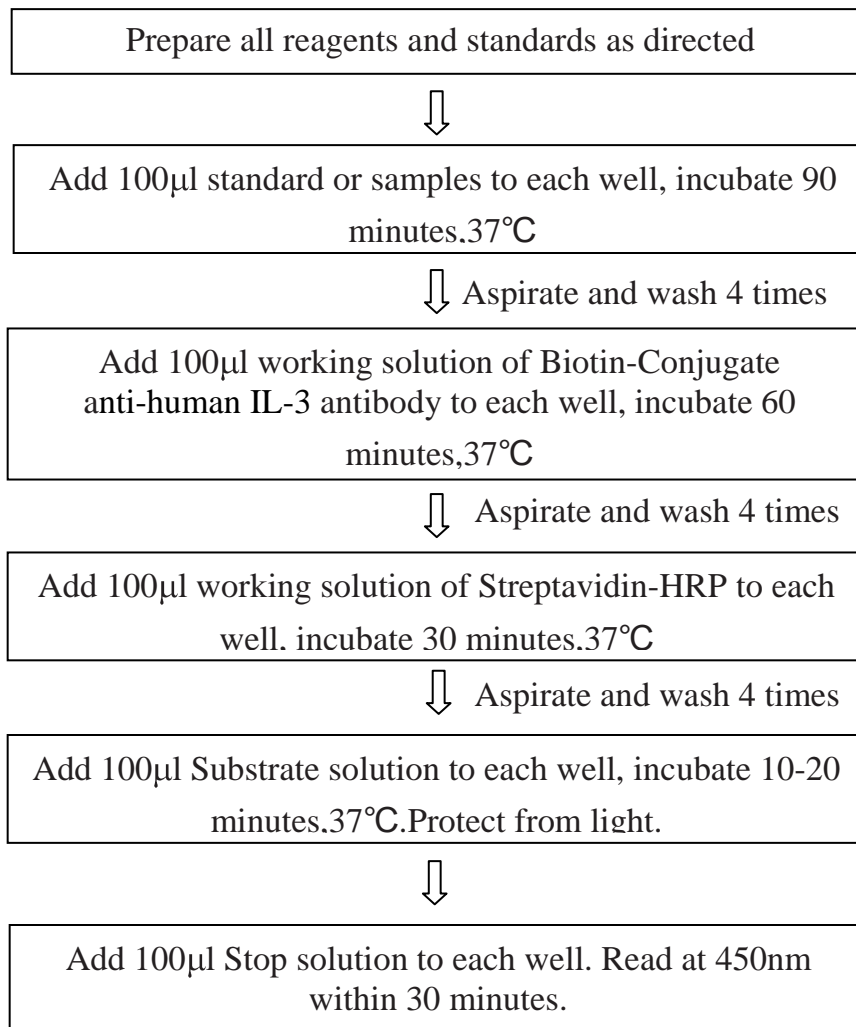 Prepare all reagents and standards as directed
Add 100μl standard or samples to each well, incubate 90
minutes,37℃
Aspirate and wash 4 times
Add 100μl working solution of Biotin-Conjugate
anti-human IL-3 antibody to each well, incubate 60
minutes,37℃
Aspirate and wash 4 times
Add 100μl working solution of Streptavidin-HRP to each
well, incubate 30 minutes,37℃
Aspirate and wash 4 times
Add 100μl Substrate solution to each well, incubate 10-20
minutes,37℃.Protect from light.
Add 100μl Stop solution to each well. Read at 450nm
within 30 minutes.